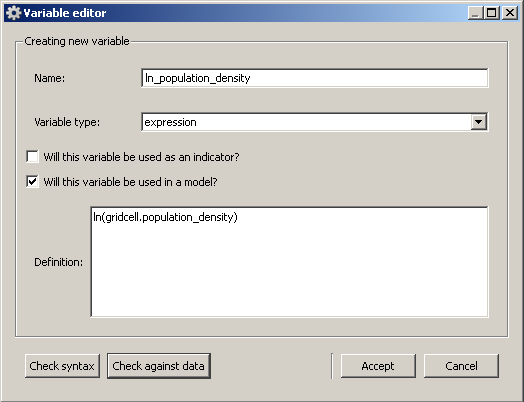 Variable editor
Creating new variable
Name: ln_population_density
Variable type: expression
Will this variable be used as an indicator?
Will this variable be used in a model?
Definition: ln(gridcell.population_density)
Check syntax Check against data Accept Cancel